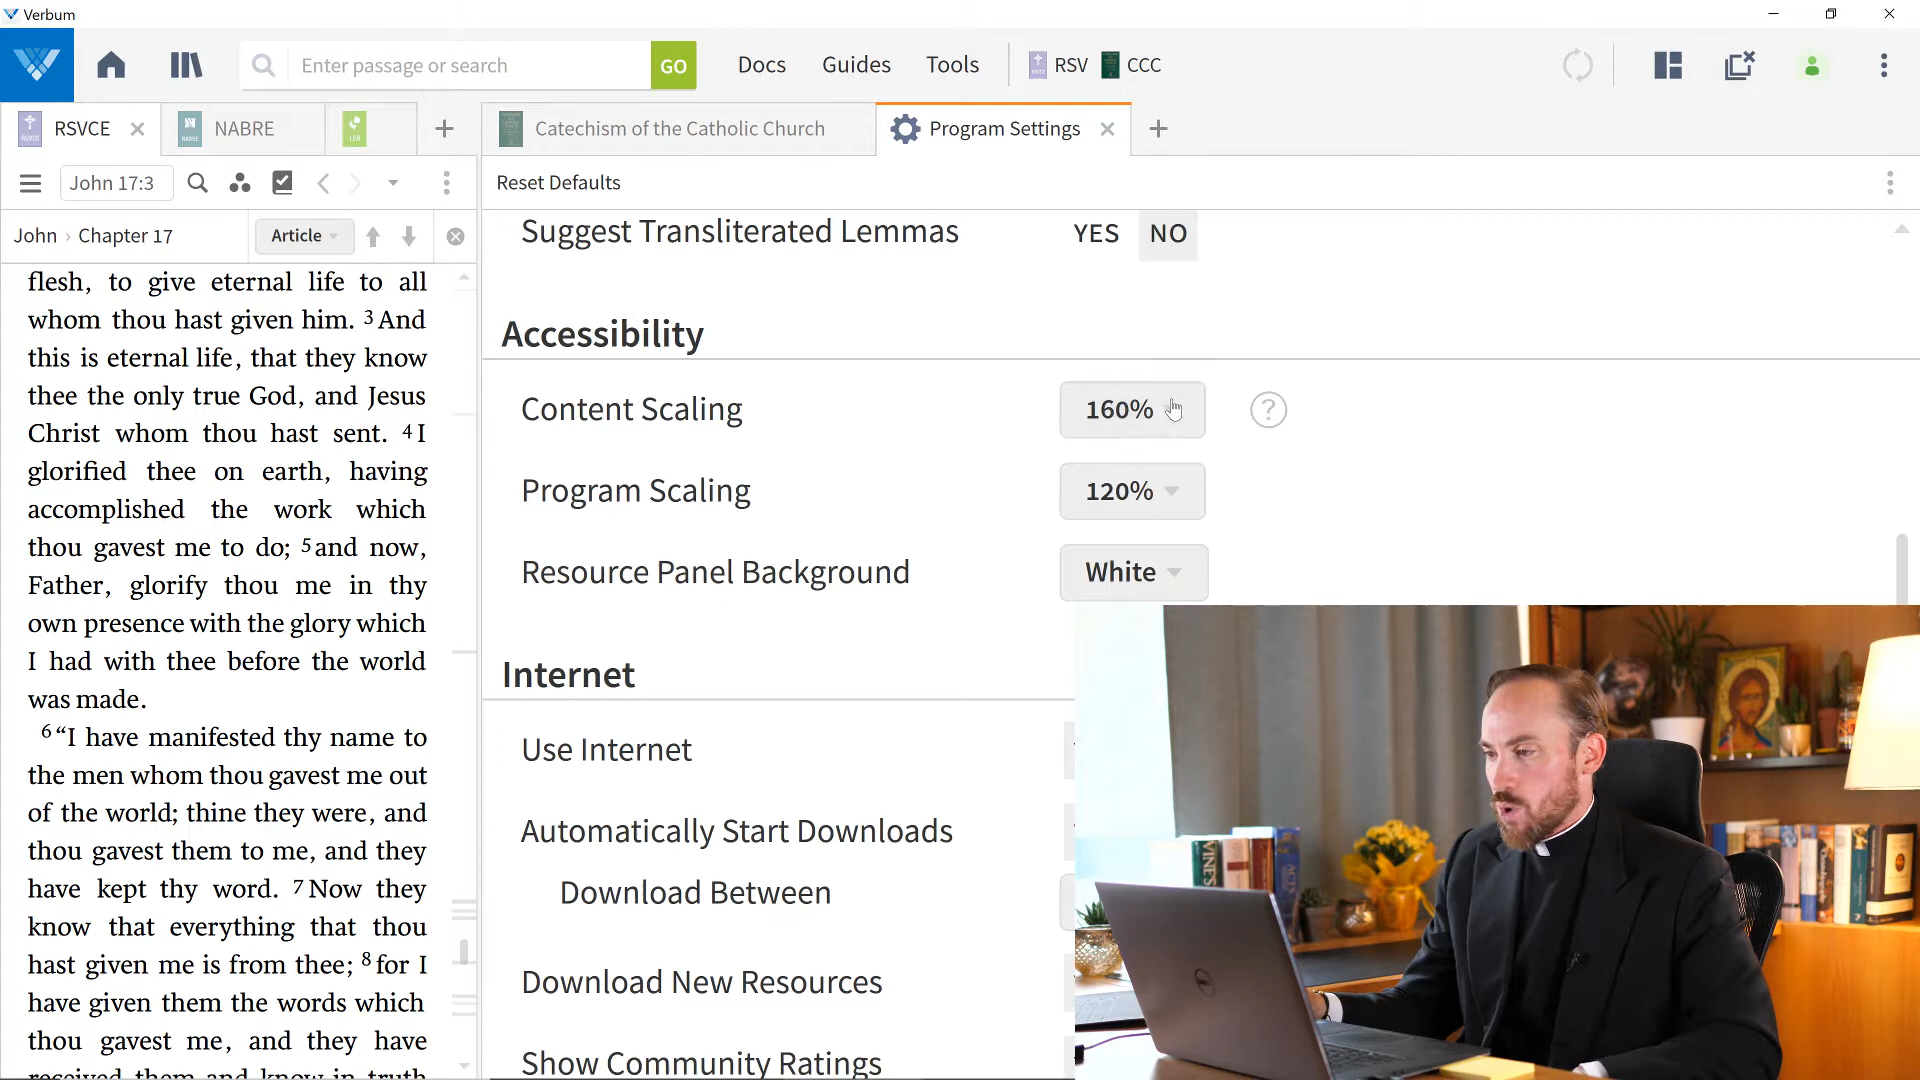 Verbum
Enter passage or search
GO
Docs
Guides
Tools
RSV
CCC
RSVCE
NABRE
Catechism of the Catholic Church
Program Settings
John 17:3
Reset Defaults
John › Chapter 17
Article
flesh, to give eternal life to all
whom thou hast given him. 3 And
this is eternal life, that they know
thee the only true God, and Jesus
Christ whom thou hast sent. 4 I
glorified thee on earth, having
accomplished the work which
thou gavest me to do; 5 and now,
Father, glorify thou me in thy
own presence with the glory which
I had with thee before the world
was made.
6 “I have manifested thy name to
the men whom thou gavest me out
of the world; thine they were, and
thou gavest them to me, and they
have kept thy word. 7 Now they
know that everything that thou
hast given me is from thee; 8 for I
have given them the words which
thou gavest me, and they have
received them and know in truth
Suggest Transliterated Lemmas
YES NO
Accessibility
Content Scaling
160%
?
Program Scaling
120%
Resource Panel Background
White
Internet
Use Internet
Automatically Start Downloads
Download Between
Download New Resources
Show Community Ratings
VINE'S
ACTS
DELL